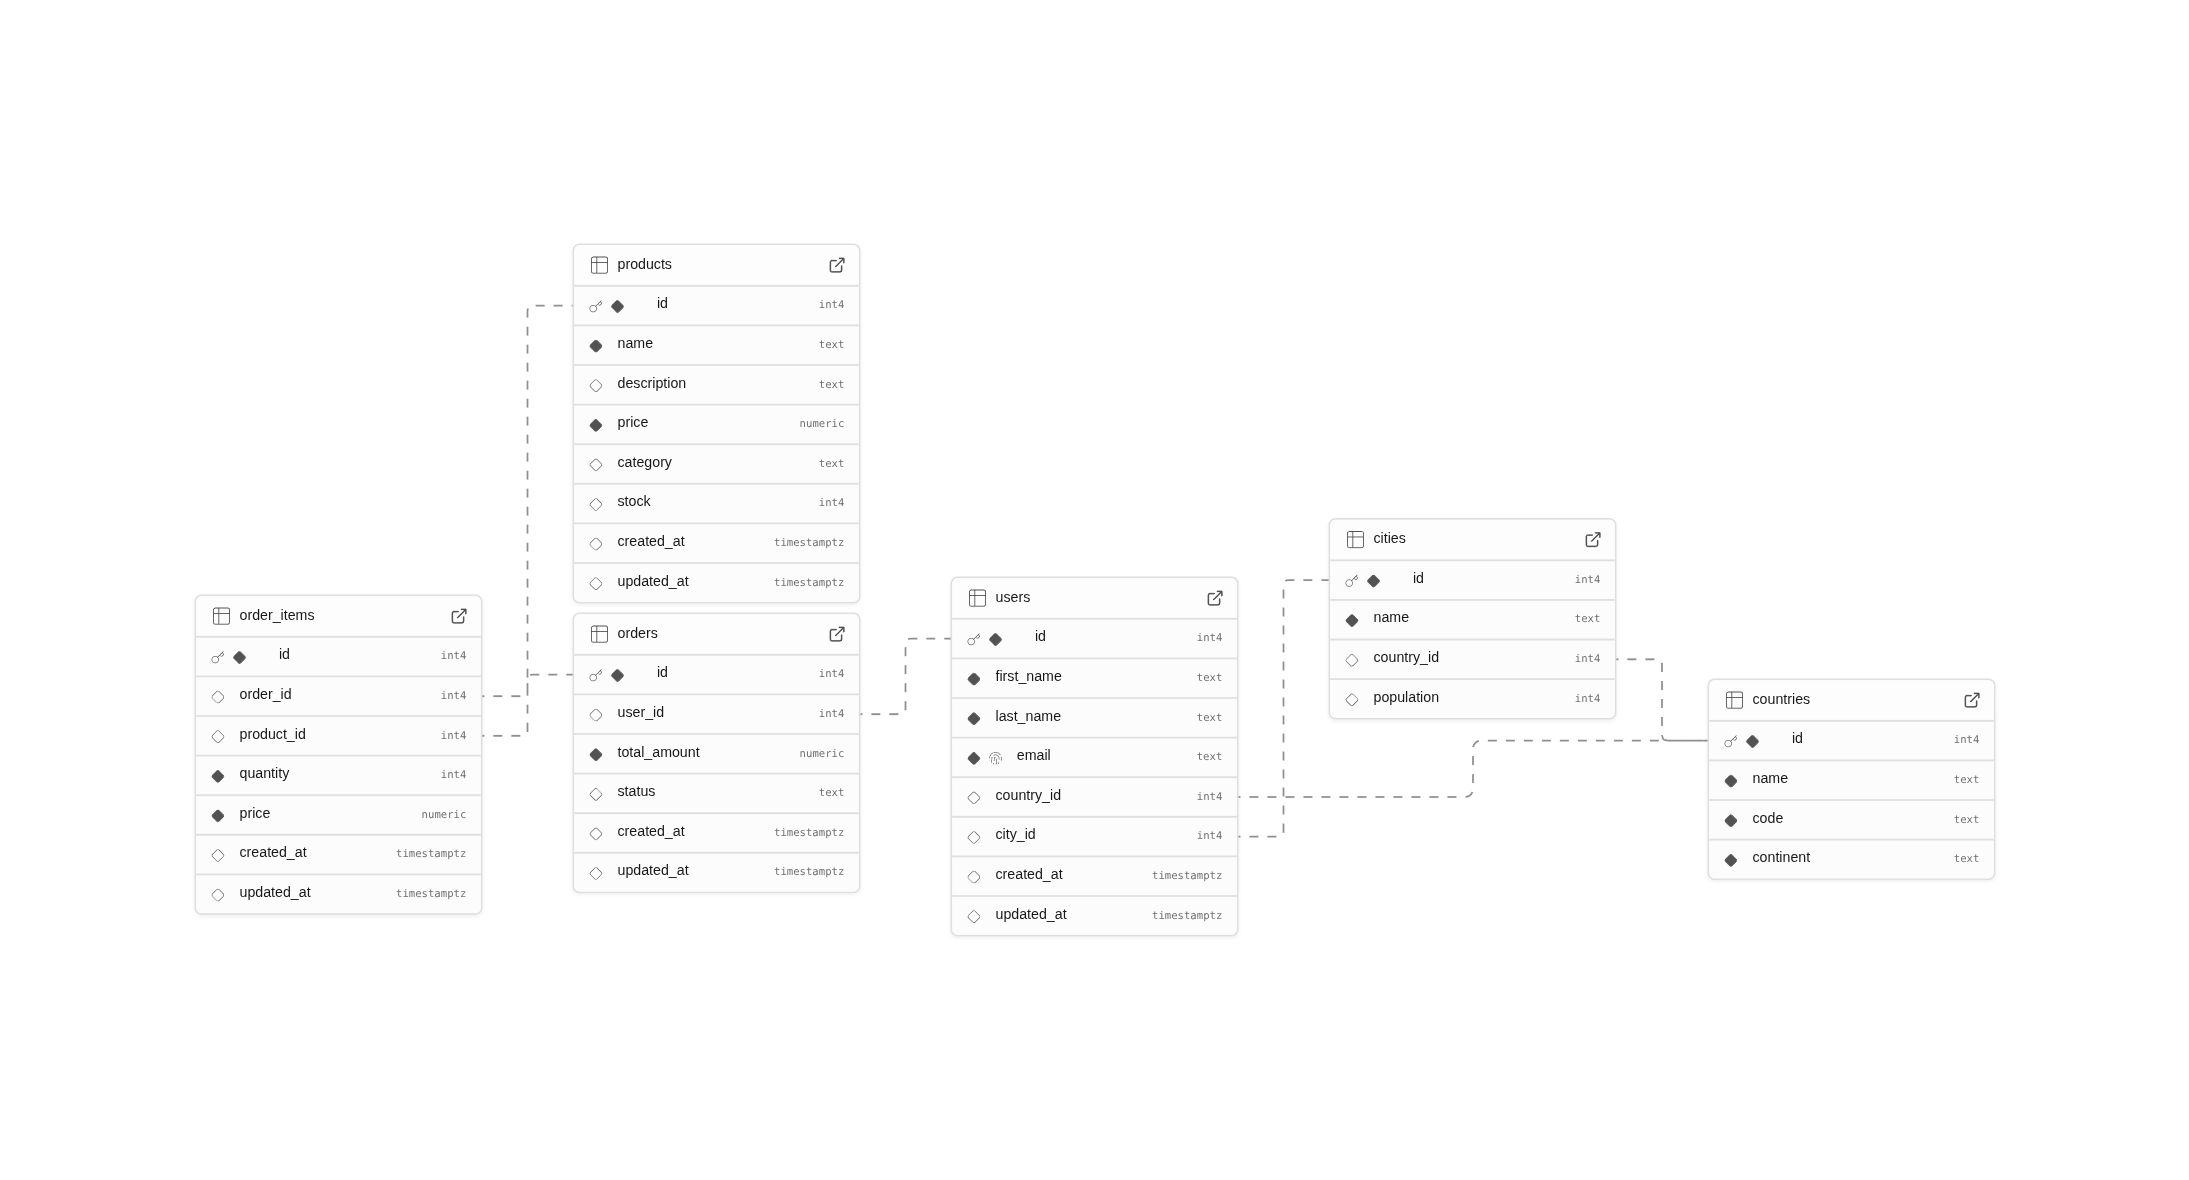 products
id int4
name text
description text
price numeric
category text
stock int4
created_at timestamptz
updated_at timestamptz
order_items
id int4
order_id int4
product_id int4
quantity int4
price numeric
created_at timestamptz
updated_at timestamptz
orders
id int4
user_id int4
total_amount numeric
status text
created_at timestamptz
updated_at timestamptz
users
id int4
first_name text
last_name text
email text
country_id int4
city_id int4
created_at timestamptz
updated_at timestamptz
cities
id int4
name text
country_id int4
population int4
countries
id int4
name text
code text
continent text